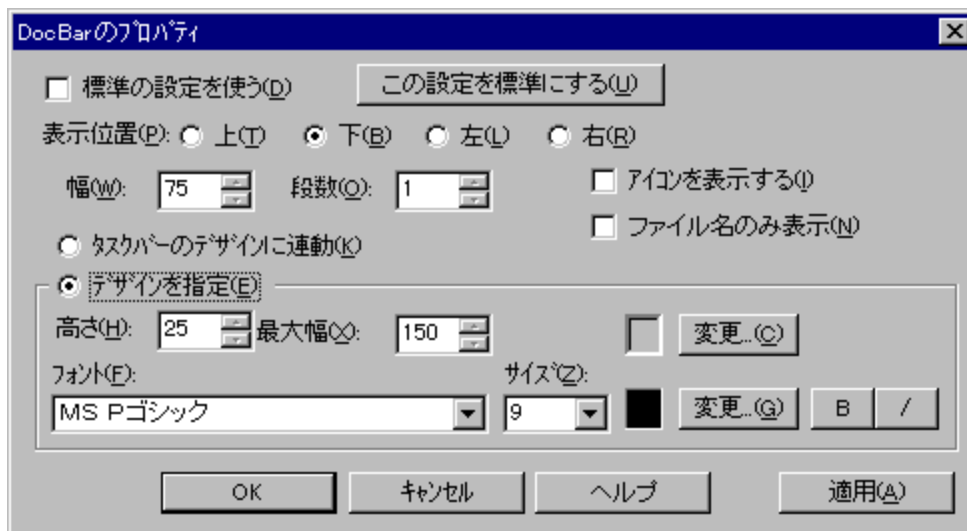 DocBarのﾌﾟﾛﾊﾟﾃｨ
標準の設定を使う(D) この設定を標準にする(U)
表示位置(P): 上(T) 下(B) 左(L) 右(R)
幅(W): 75 段数(O): 1 ｱｲｺﾝを表示する(I)
ファイル名のみ表示(N)
ﾀｽｸﾊﾞｰのﾃﾞｻﾞｲﾝに連動(K)
ﾃﾞｻﾞｲﾝを指定(E)
高さ(H): 25 最大幅(X): 150 変更...(C)
ﾌｫﾝﾄ(F): ｻｲｽﾞ(Z):
MS Pゴシック 9 変更...(G) B /
OK ｷｬﾝｾﾙ ヘルプ 適用(A)